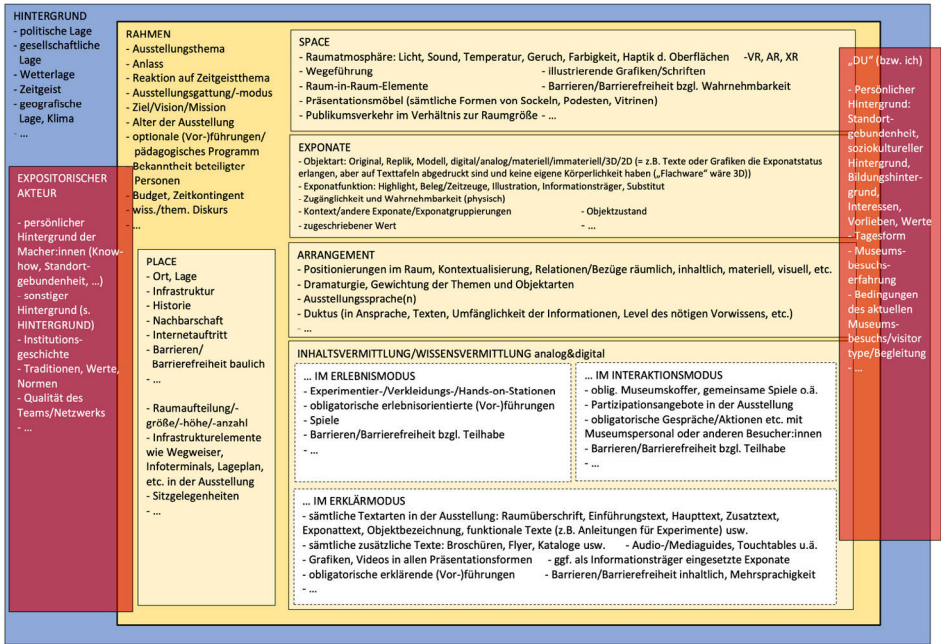 HINTERGRUND
- politische Lage
- gesellschaftliche
Lage
- Wetterlage
- Zeitgeist
- geografische
Lage, Klima
- ...
EXPOSITORISCHER
AKTEUR
- persönlicher
Hintergrund der
Macher:innen (Know-
how, Standort-
gebundenheit, ...)
- sonstiger
Hintergrund (s.
HINTERGRUND)
- Institutions-
geschichte
- Traditionen, Werte,
Normen
- Qualität des
Teams/Netzwerks
- ...
RAHMEN
- Ausstellungsthema
- Anlass
- Reaktion auf Zeitgeistthema
- Ausstellungsgattung/-modus
- Ziel/Vision/Mission
- Alter der Ausstellung
- optionale (Vor-)führungen/
pädagogisches Programm
- Bekanntheit beteiligter
Personen
- Budget, Zeitkontingent
- wiss./them. Diskurs
- ...
PLACE
- Ort, Lage
- Infrastruktur
- Historie
- Nachbarschaft
- Internetauftritt
- Barrieren/
Barrierefreiheit baulich
- ...
- Raumaufteilung/-
größe/-höhe/-anzahl
- Infrastrukturelemente
wie Wegweiser,
Infoterminals, Lageplan,
etc. in der Ausstellung
- Sitzgelegenheiten
- ...
SPACE
- Raumatmosphäre: Licht, Sound, Temperatur, Geruch, Farbigkeit, Haptik d. Oberflächen -VR, AR, XR
- Wegeführung - illustrierende Grafiken/Schriften
- Raum-in-Raum-Elemente - Barrieren/Barrierefreiheit bzgl. Wahrnehmbarkeit
- Präsentationsmöbel (sämtliche Formen von Sockeln, Podesten, Vitrinen)
- Publikumsverkehr im Verhältnis zur Raumgröße - ...
EXPONATE
- Objektart: Original, Replik, Modell, digital/analog/materiell/immateriell/3D/2D (= z.B. Texte oder Grafiken die Exponatstatus
erlangen, aber auf Texttafeln abgedruckt sind und keine eigene Körperlichkeit haben („Flachware“ wäre 3D))
- Exponatfunktion: Highlight, Beleg/Zeitzeuge, Illustration, Informationsträger, Substitut
- Zugänglichkeit und Wahrnehmbarkeit (physisch)
- Kontext/andere Exponate/Exponatgruppierungen - Objektzustand
- zugeschriebener Wert - ...
ARRANGEMENT
- Positionierungen im Raum, Kontextualisierung, Relationen/Bezüge räumlich, inhaltlich, materiell, visuell, etc.
- Dramaturgie, Gewichtung der Themen und Objektarten
- Ausstellungssprache(n)
- Duktus (in Ansprache, Texten, Umfänglichkeit der Informationen, Level des nötigen Vorwissens, etc.)
- ...
INHALTSVERMITTLUNG/WISSENSVERMITTLUNG analog&digital
... IM ERLEBNISMODUS
- Experimentier-/Verkleidungs-/Hands-on-Stationen
- obligatorische erlebnisorientierte (Vor-)führungen
- Spiele
- Barrieren/Barrierefreiheit bzgl. Teilhabe
- ...
... IM INTERAKTIONSMODUS
- oblig. Museumskoffer, gemeinsame Spiele o.ä.
- Partizipationsangebote in der Ausstellung
- obligatorische Gespräche/Aktionen etc. mit
Museumspersonal oder anderen Besucher:innen
- Barrieren/Barrierefreiheit bzgl. Teilhabe
- ...
... IM ERKLÄRMODUS
- sämtliche Textarten in der Ausstellung: Raumüberschrift, Einführungstext, Haupttext, Zusatztext,
Exponattext, Objektbezeichnung, funktionale Texte (z.B. Anleitungen für Experimente) usw.
- sämtliche zusätzliche Texte: Broschüren, Flyer, Kataloge usw. - Audio-/Mediaguides, Touchtables u.ä.
- Grafiken, Videos in allen Präsentationsformen - ggf. als Informationsträger eingesetzte Exponate
- obligatorische erklärende (Vor-)führungen - Barrieren/Barrierefreiheit inhaltlich, Mehrsprachigkeit
- ...
„DU“ (bzw. ich)
- Persönlicher
Hintergrund:
Standort-
gebundenheit,
soziokultureller
Hintergrund,
Bildungshinter-
grund,
Interessen,
Vorlieben, Werte
- Tagesform
- Museums-
besuchs-
erfahrung
- Bedingungen
des aktuellen
Museums-
besuchs/visitor
type/Begleitung
- ...